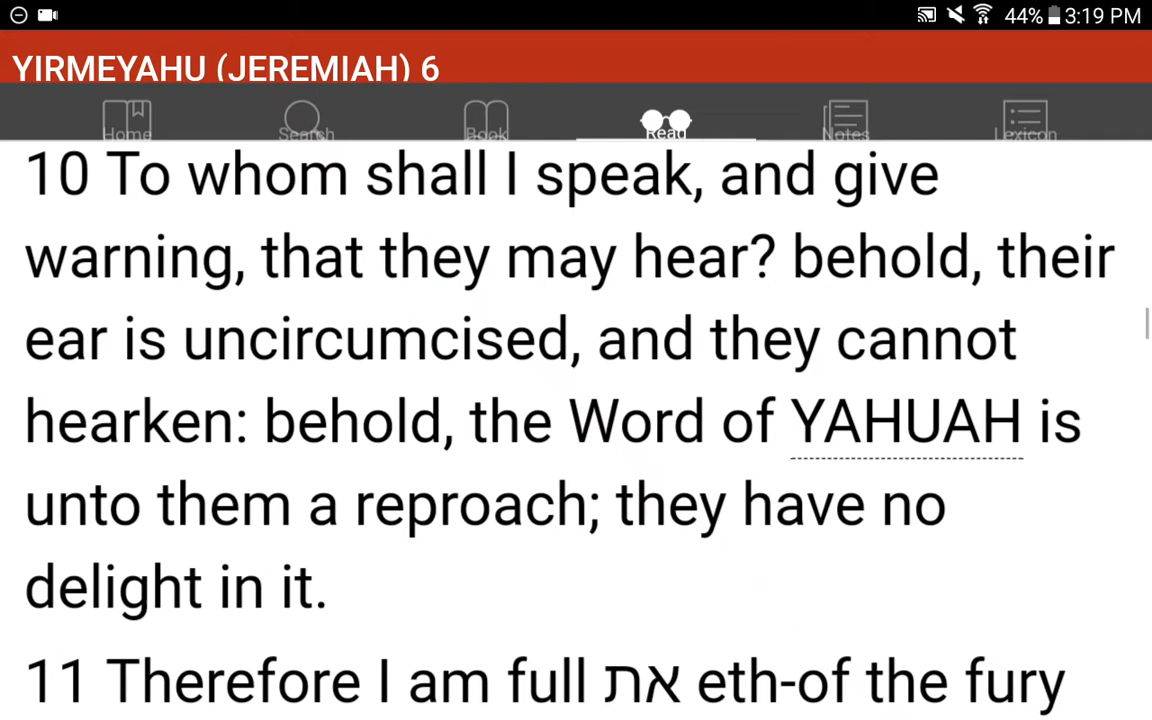 44% 3:19 PM
YIRMEYAHU (JEREMIAH) 6
Home Search Book Read Notes Lexicon
10 To whom shall I speak, and give
warning, that they may hear? behold, their
ear is uncircumcised, and they cannot
hearken: behold, the Word of YAHUAH is
unto them a reproach; they have no
delight in it.
11 Therefore I am full את eth-of the fury